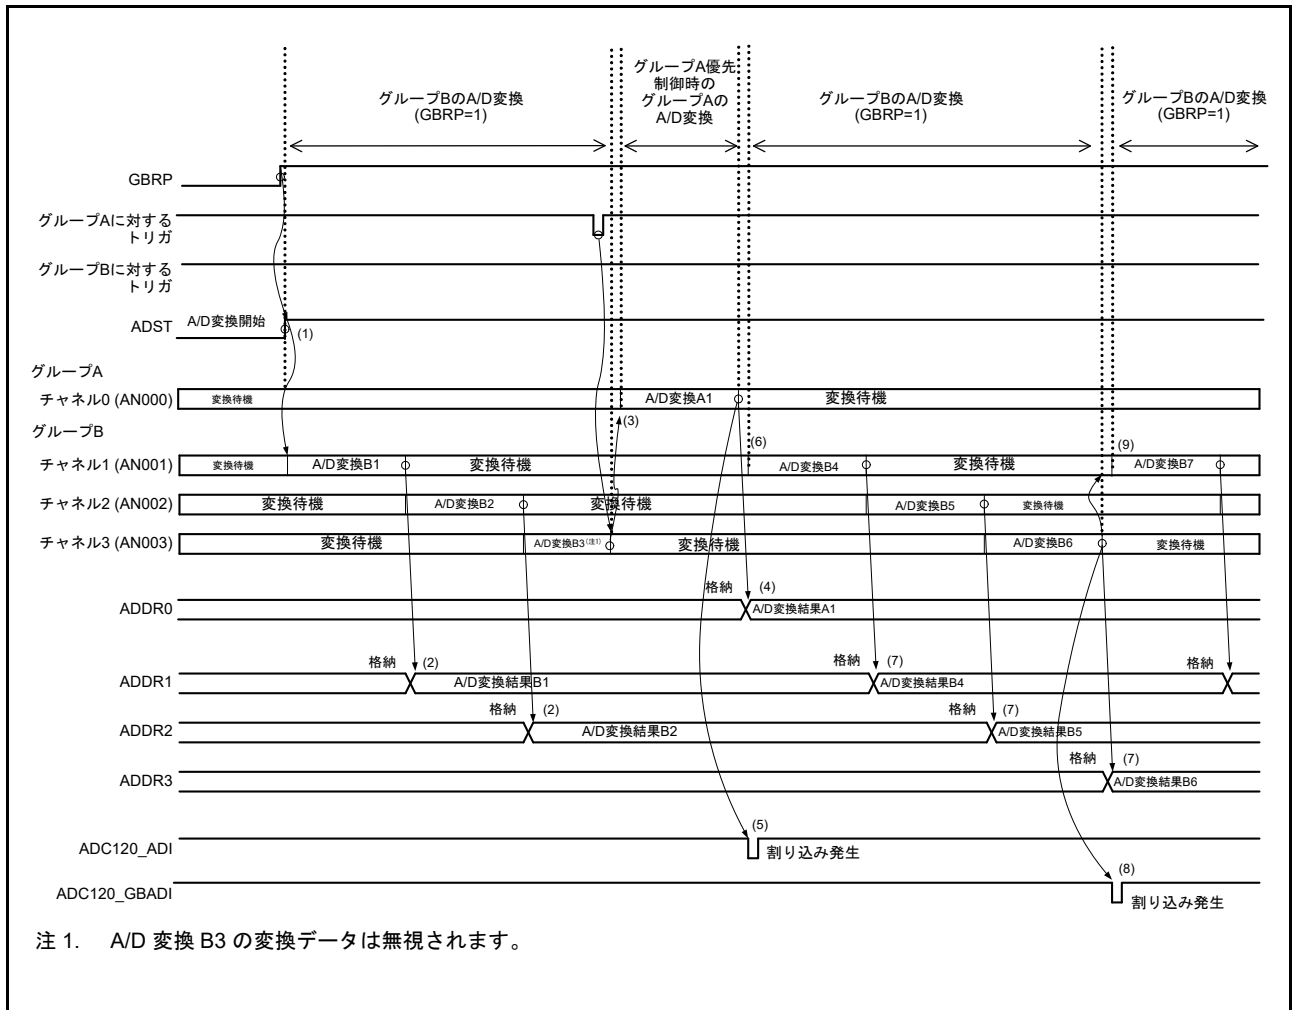 グループBのA/D変換
(GBRP=1)
グループA優先
制御時の
グループAの
A/D変換
グループBのA/D変換
(GBRP=1)
グループBのA/D変換
(GBRP=1)
GBRP
グループAに対する
トリガ
グループBに対する
トリガ
ADST
A/D変換開始
(1)
グループA
チャネル0 (AN000)
変換待機
A/D変換A1
変換待機
(3)
グループB
(6)
(9)
チャネル1 (AN001)
変換待機
A/D変換B1
変換待機
A/D変換B4
変換待機
A/D変換B7
チャネル2 (AN002)
変換待機
A/D変換B2
変換待機
A/D変換B5
変換待機
チャネル3 (AN003)
変換待機
A/D変換B3(注1)
変換待機
A/D変換B6
変換待機
格納
(4)
ADDR0
A/D変換結果A1
格納
(2)
格納
(7)
格納
ADDR1
A/D変換結果B1
A/D変換結果B4
格納
(2)
格納
(7)
ADDR2
A/D変換結果B2
A/D変換結果B5
格納
(7)
ADDR3
A/D変換結果B6
(5)
ADC120_ADI
割り込み発生
(8)
ADC120_GBADI
割り込み発生
注 1. A/D 変換 B3 の変換データは無視されます。